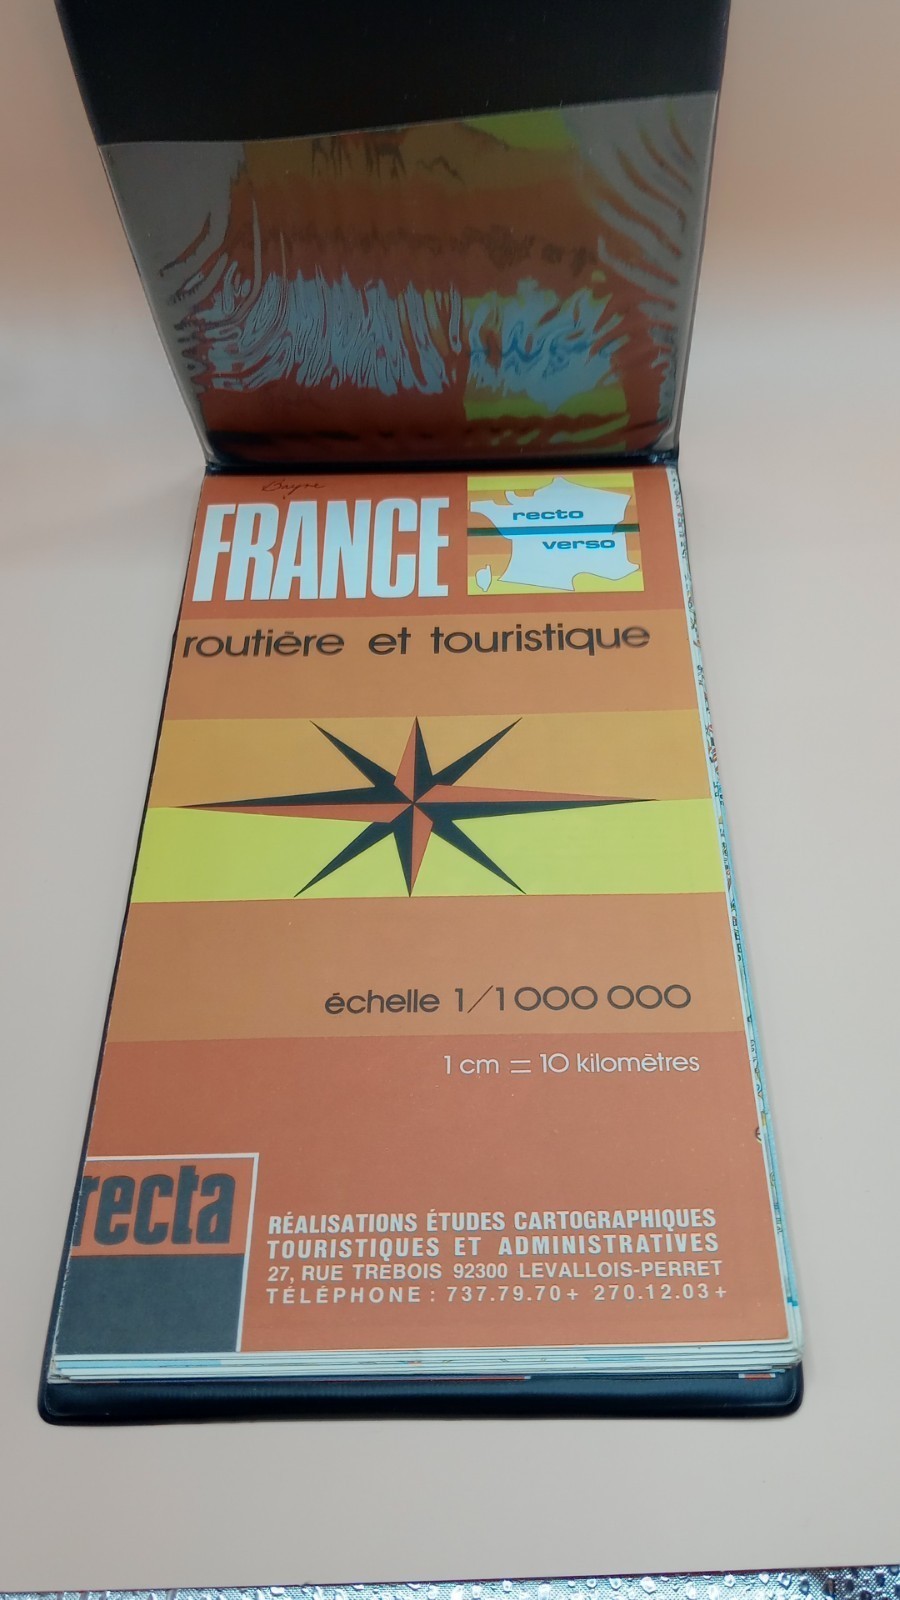 FRANCE
recto
verso
routière et touristique
échelle 1/1 000 000
1 cm = 10 kilomètres
recta
RÉALISATIONS ÉTUDES CARTOGRAPHIQUES
TOURISTIQUES ET ADMINISTRATIVES
27, RUE TREBOIS 92300 LEVALLOIS-PERRET
TÉLÉPHONE : 737.79.70+ 270.12.03+